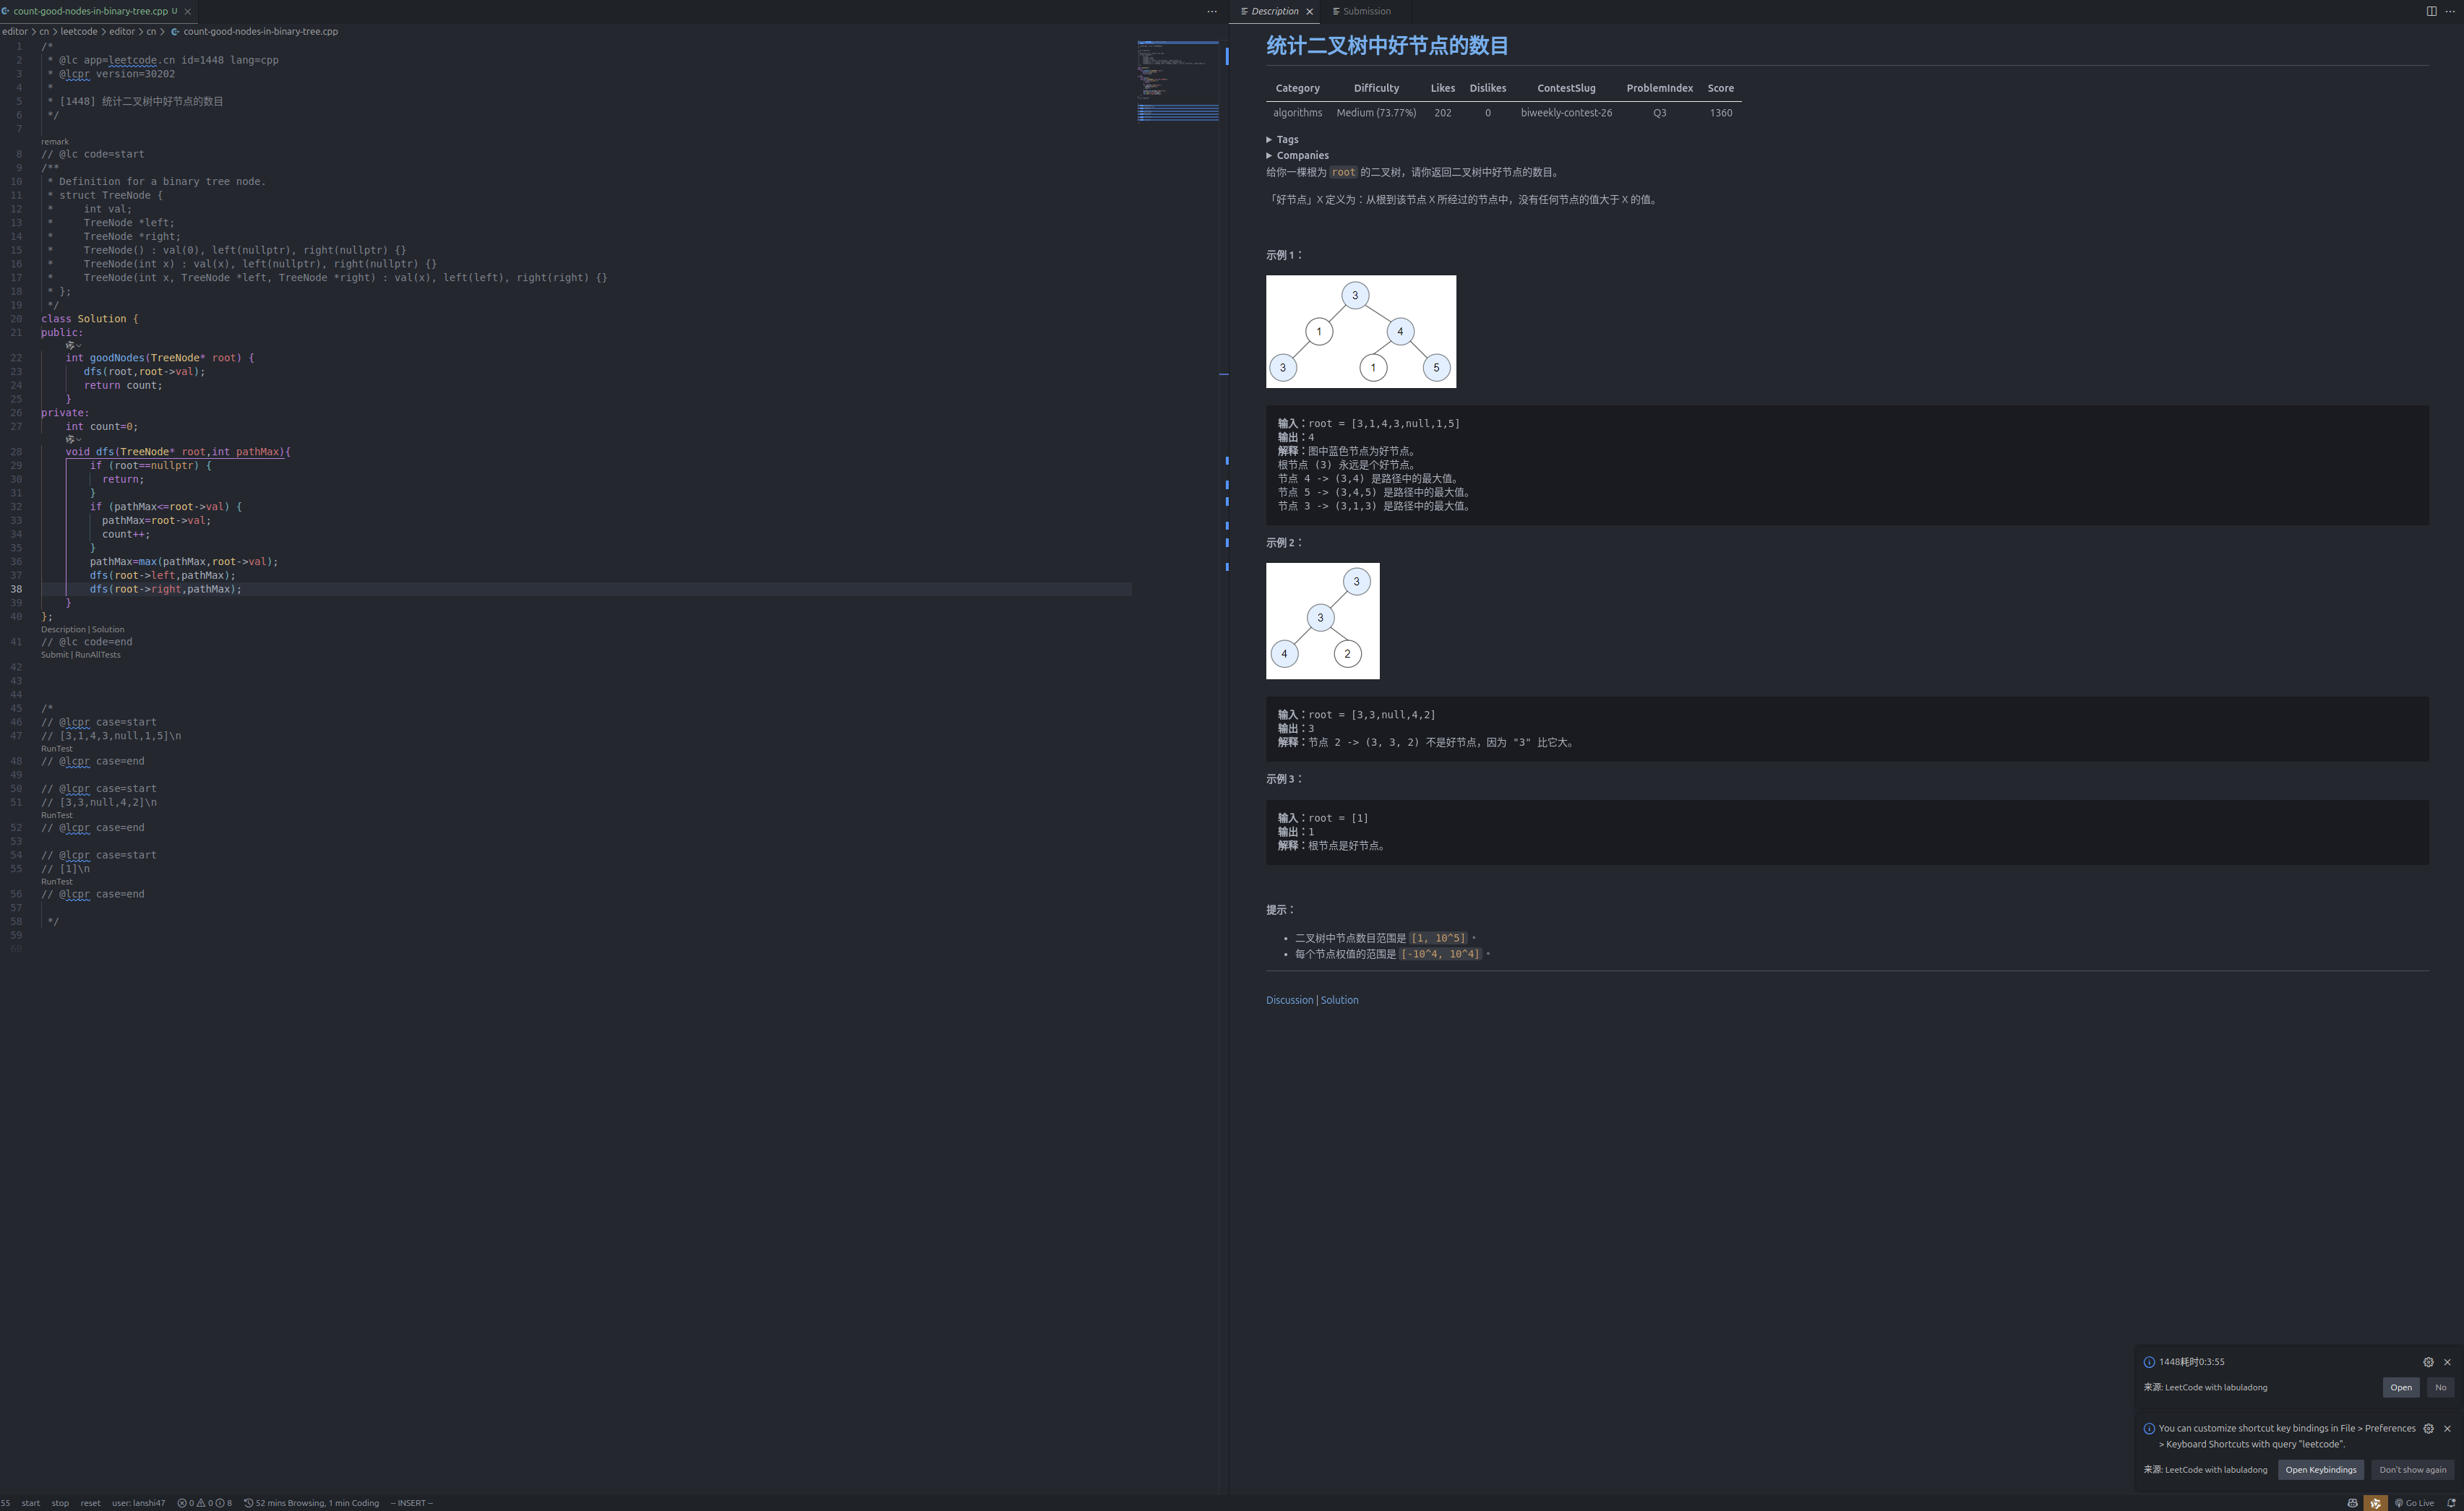 count-good-nodes-in-binary-tree.cpp U
editor > cn > leetcode > editor > cn > count-good-nodes-in-binary-tree.cpp
1 /*
2 * @lc app=leetcode.cn id=1448 lang=cpp
3 * @lcpr version=30202
4 *
5 * [1448] 统计二叉树中好节点的数目
6 */
7
remark
8 // @lc code=start
9 /**
10 * Definition for a binary tree node.
11 * struct TreeNode {
12 *     int val;
13 *     TreeNode *left;
14 *     TreeNode *right;
15 *     TreeNode() : val(0), left(nullptr), right(nullptr) {}
16 *     TreeNode(int x) : val(x), left(nullptr), right(nullptr) {}
17 *     TreeNode(int x, TreeNode *left, TreeNode *right) : val(x), left(left), right(right) {}
18 * };
19 */
20 class Solution {
21 public:
22     int goodNodes(TreeNode* root) {
23        dfs(root,root->val);
24        return count;
25     }
26 private:
27     int count=0;
28     void dfs(TreeNode* root,int pathMax){
29         if (root==nullptr) {
30           return;
31         }
32         if (pathMax<=root->val) {
33           pathMax=root->val;
34           count++;
35         }
36         pathMax=max(pathMax,root->val);
37         dfs(root->left,pathMax);
38         dfs(root->right,pathMax);
39     }
40 };
Description | Solution
41 // @lc code=end
Submit | RunAllTests
42
43
44
45 /*
46 // @lcpr case=start
47 // [3,1,4,3,null,1,5]\n
RunTest
48 // @lcpr case=end
49
50 // @lcpr case=start
51 // [3,3,null,4,2]\n
RunTest
52 // @lcpr case=end
53
54 // @lcpr case=start
55 // [1]\n
RunTest
56 // @lcpr case=end
57
58 */
59
60
Description
Submission
统计二叉树中好节点的数目
Category Difficulty Likes Dislikes ContestSlug ProblemIndex Score
algorithms Medium (73.77%) 202 0 biweekly-contest-26 Q3 1360
Tags
Companies
给你一棵根为 root 的二叉树，请你返回二叉树中好节点的数目。
「好节点」X 定义为：从根到该节点 X 所经过的节点中，没有任何节点的值大于 X 的值。
示例 1：
3
1 4
3 1 5
输入：root = [3,1,4,3,null,1,5]
输出：4
解释：图中蓝色节点为好节点。
根节点 (3) 永远是个好节点。
节点 4 -> (3,4) 是路径中的最大值。
节点 5 -> (3,4,5) 是路径中的最大值。
节点 3 -> (3,1,3) 是路径中的最大值。
示例 2：
3
3
4 2
输入：root = [3,3,null,4,2]
输出：3
解释：节点 2 -> (3, 3, 2) 不是好节点，因为 "3" 比它大。
示例 3：
输入：root = [1]
输出：1
解释：根节点是好节点。
提示：
• 二叉树中节点数目范围是 [1, 10^5] 。
• 每个节点权值的范围是 [-10^4, 10^4] 。
Discussion | Solution
1448耗时0:3:55
来源: LeetCode with labuladong
Open No
You can customize shortcut key bindings in File > Preferences
> Keyboard Shortcuts with query "leetcode".
来源: LeetCode with labuladong
Open Keybindings Don't show again
55 start stop reset user: lanshi47 0 0 8 52 mins Browsing, 1 min Coding -- INSERT -- Go Live